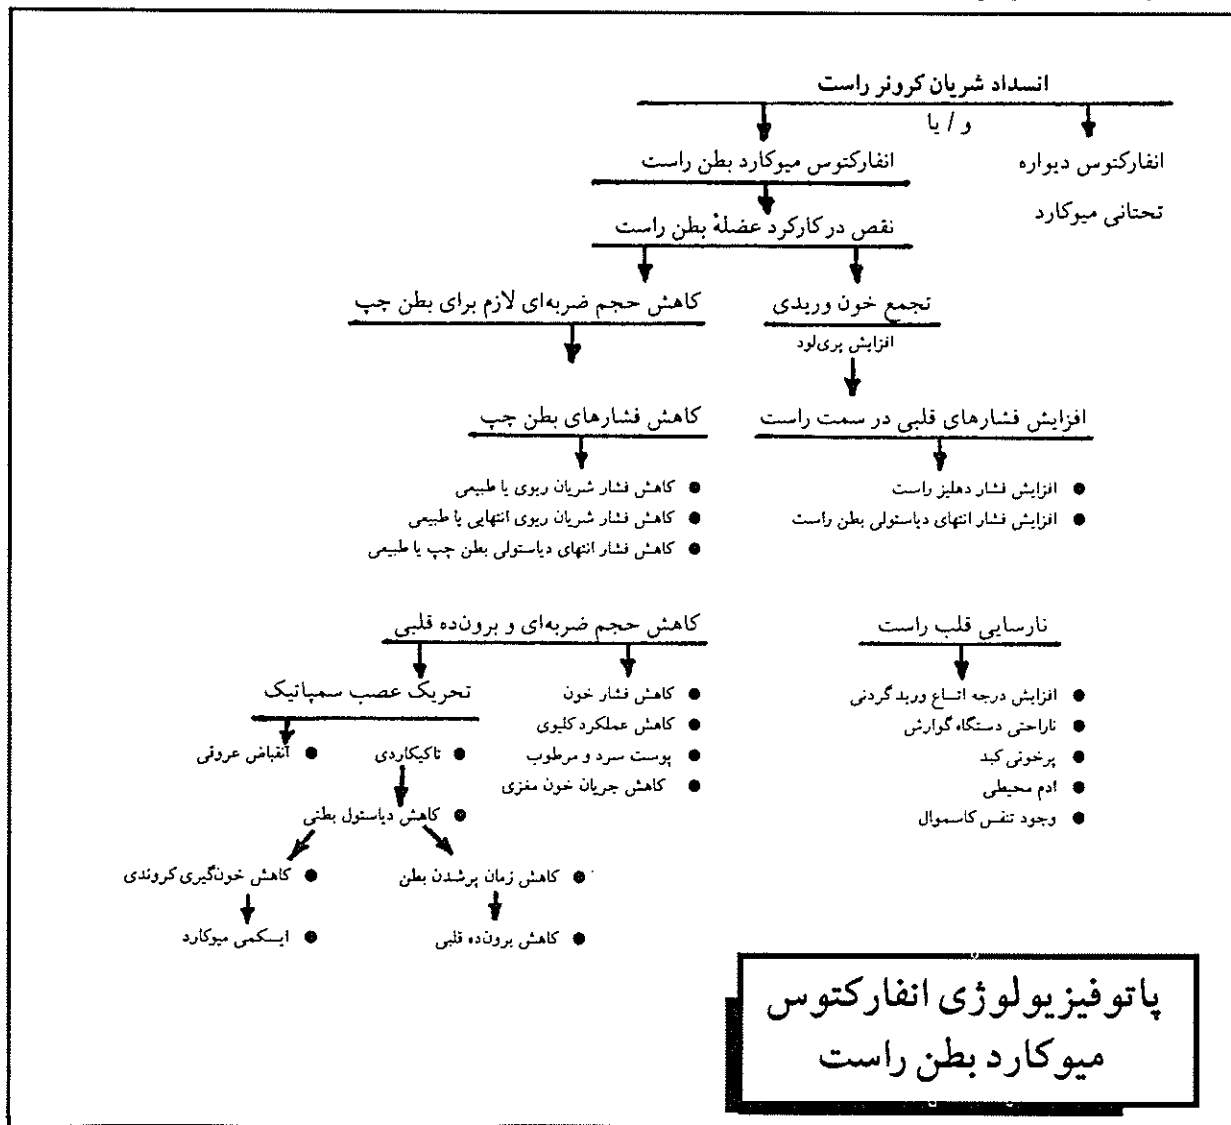 انسداد شریان کرونر راست
و / یا
انفارکتوس دیواره
تحتانی میوکارد
انفارکتوس میوکارد بطن راست
نقص در کارکرد عضلهٔ بطن راست
تجمع خون وریدی
افزایش پری‌لود
کاهش حجم ضربه‌ای لازم برای بطن چپ
افزایش فشارهای قلبی در سمت راست
● افزایش فشار دهلیز راست
● افزایش فشار انتهای دیاستولی بطن راست
کاهش فشارهای بطن چپ
● کاهش فشار شریان ریوی یا طبیعی
● کاهش فشار شریان ریوی انتهایی یا طبیعی
● کاهش فشار انتهای دیاستولی بطن چپ یا طبیعی
نارسایی قلب راست
● افزایش درجه اتساع ورید گردنی
● ناراحتی دستگاه گوارش
● پرخونی کبد
● ادم محیطی
● وجود تنفس کاسموال
کاهش حجم ضربه‌ای و برون‌ده قلبی
● کاهش فشار خون
● کاهش عملکرد کلیوی
● پوست سرد و مرطوب
● کاهش جریان خون مغزی
تحریک عصب سمپاتیک
● تاکیکاردی
● انقباض عروقی
● کاهش دیاستول بطنی
● کاهش زمان پرشدن بطن
● کاهش خون‌گیری کروندی
● کاهش برون‌ده قلبی
● ایسکمی میوکارد
پاتوفیزیولوژی انفارکتوس
میوکارد بطن راست